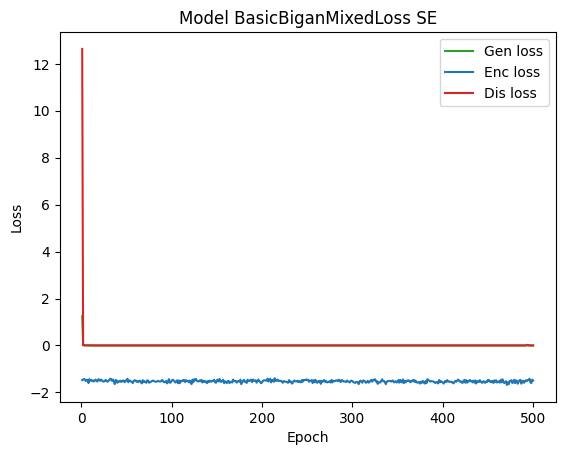 Model BasicBiganMixedLoss SE
Gen loss
Enc loss
Dis loss
Loss
12
10
8
6
4
2
0
−2
0
100
200
300
400
500
Epoch